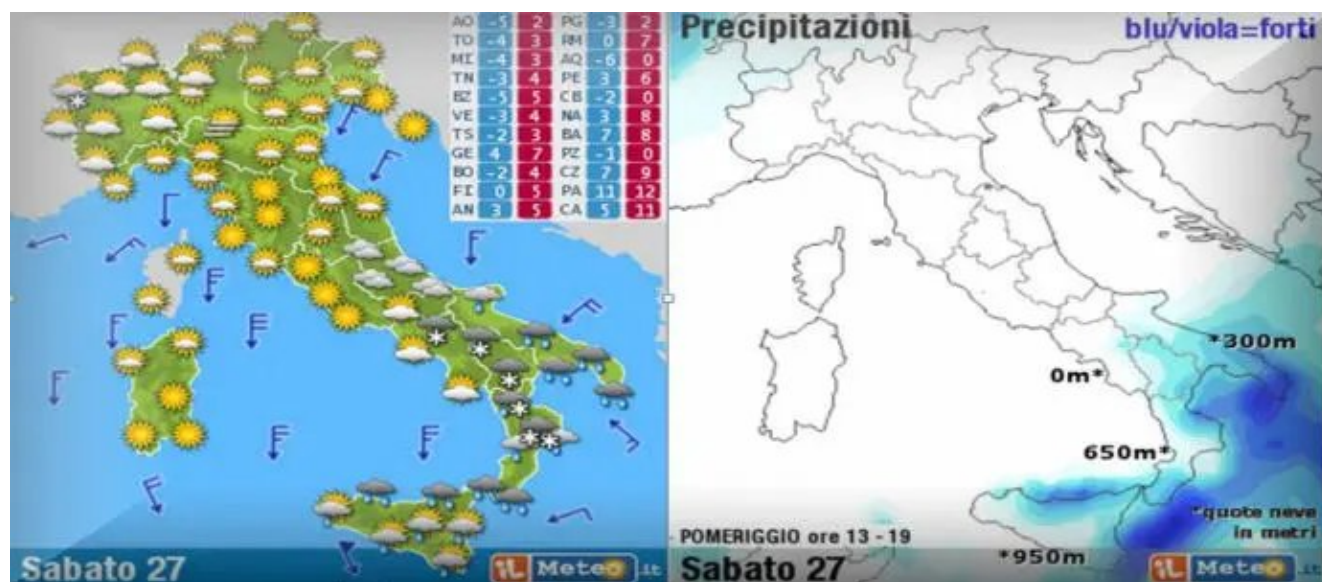 AO -5 2 PG -3 2
TO -4 3 RM 0 7
MI -4 3 AQ -6 0
TN -3 4 PE 3 6
BZ -5 5 CB -2 0
VE -3 4 NA 3 8
TS -2 3 BA 7 8
GE 4 7 PZ -1 0
BO -2 4 CZ 7 9
FI 0 5 PA 11 12
AN 3 5 CA 5 11
Sabato 27
iL Meteo.it
Precipitazioni
blu/viola=forti
*300m
0m*
650m*
*quote neve
in metri
POMERIGGIO ore 13 - 19
*950m
Sabato 27
iL Meteo.it